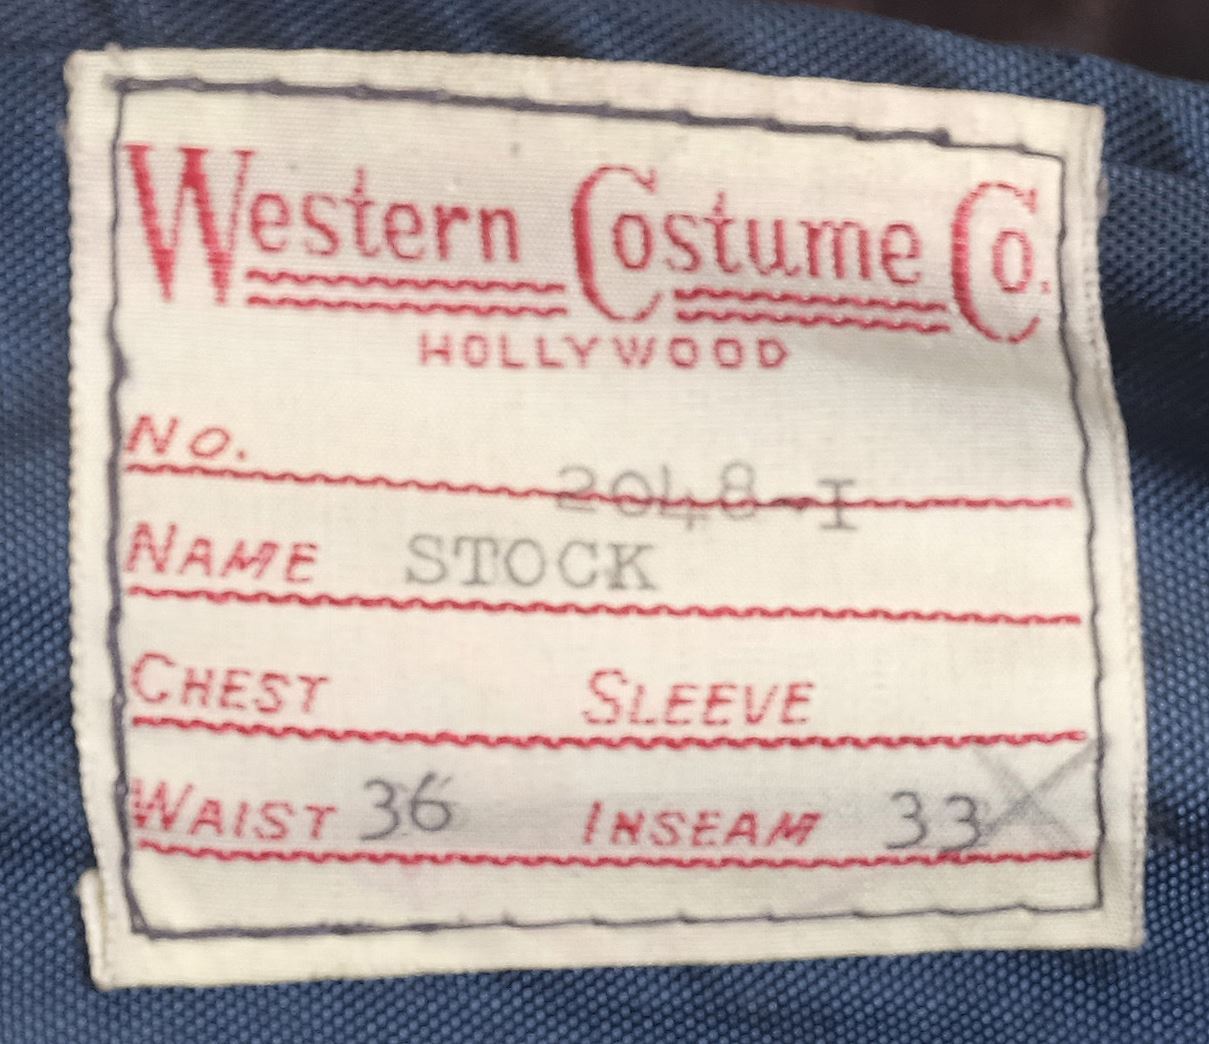 Western Costume Co.
HOLLYWOOD
No. 2048-I
NAME STOCK
CHEST SLEEVE
WAIST 36 INSEAM 33